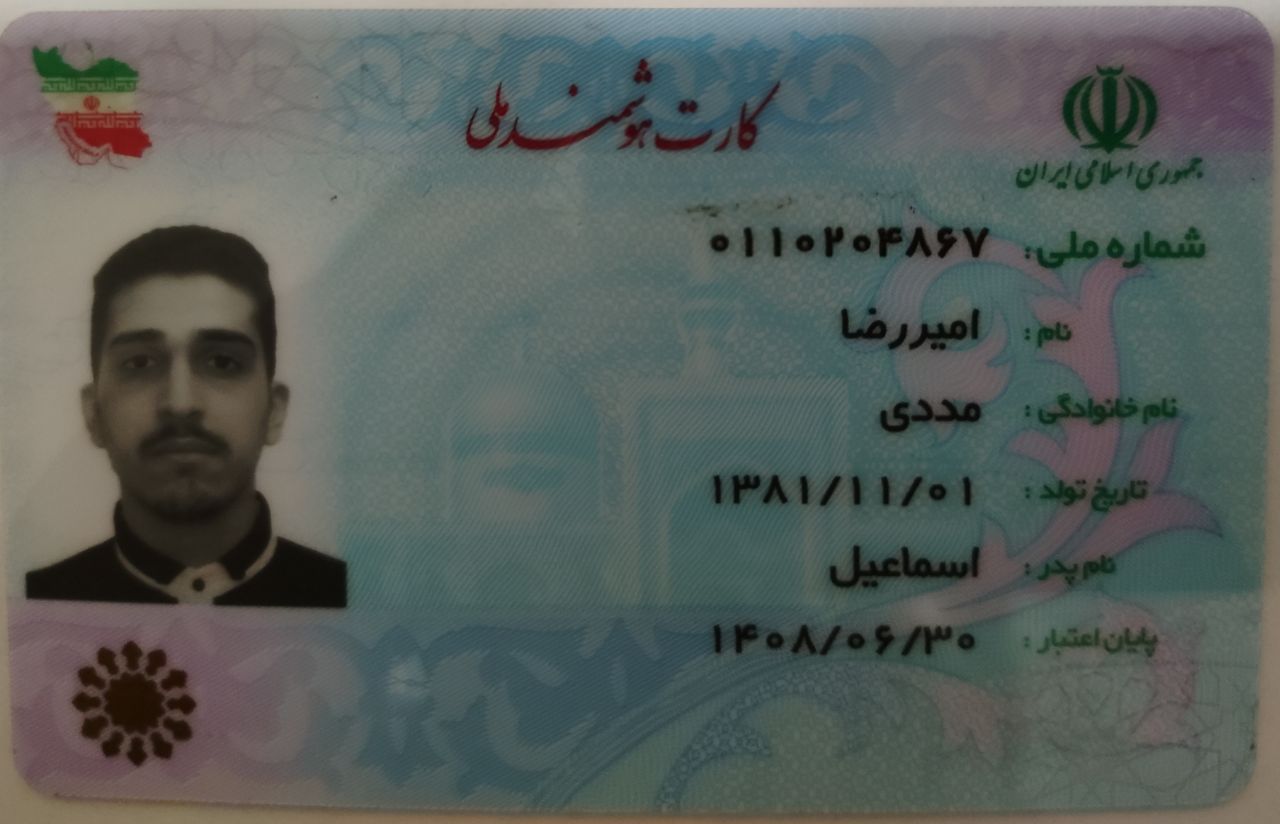 کارت هوشمند ملی
جمهوری اسلامی ایران
شماره ملی: ۰۱۱۰۲۰۴۸۶۷
نام: امیررضا
نام خانوادگی: مددی
تاریخ تولد: ۱۳۸۱/۱۱/۰۱
نام پدر: اسماعیل
پایان اعتبار: ۱۴۰۸/۰۶/۳۰